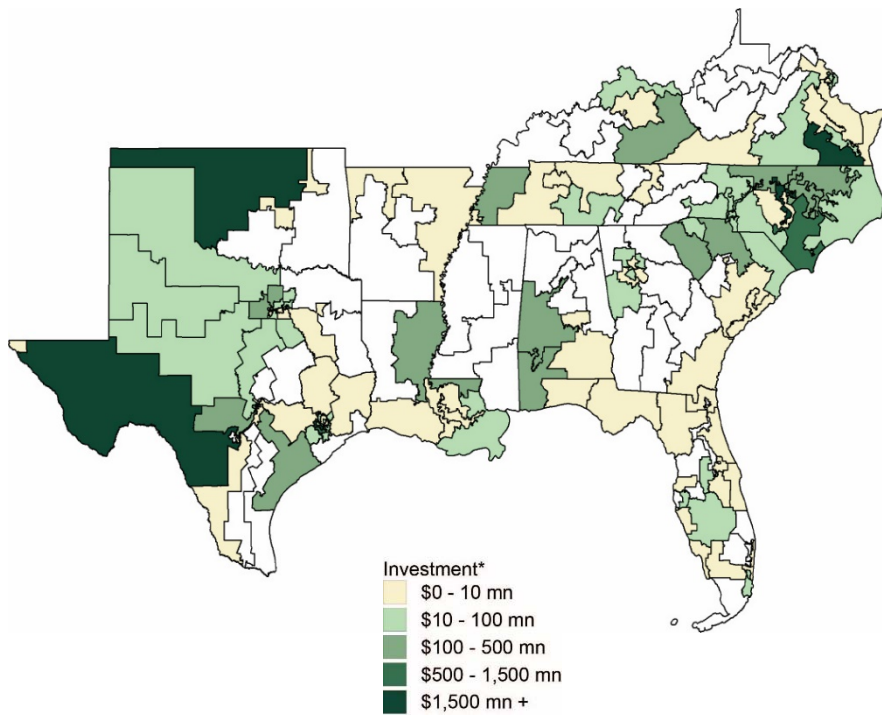 Investment*
$0 - 10 mn
$10 - 100 mn
$100 - 500 mn
$500 - 1,500 mn
$1,500 mn +